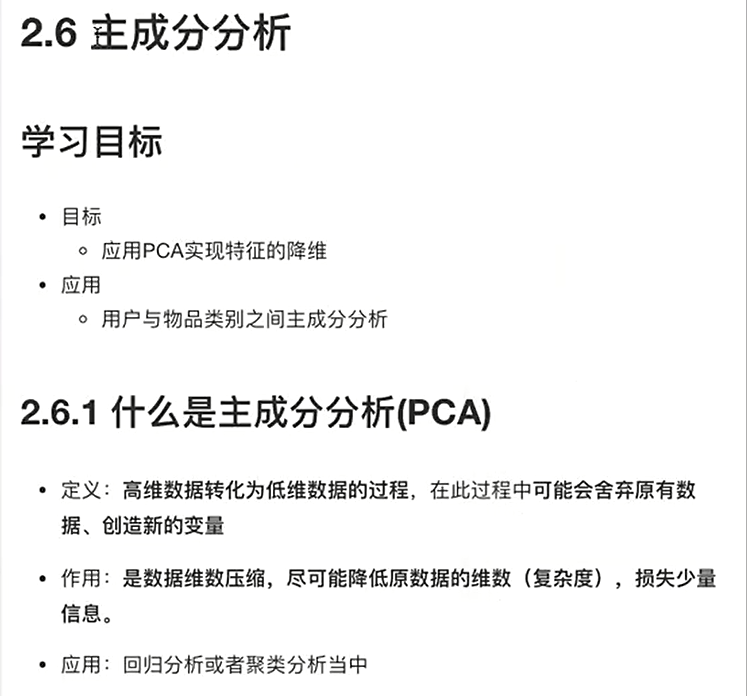 2.6 主成分分析
学习目标
目标
应用PCA实现特征的降维
应用
用户与物品类别之间主成分分析
2.6.1 什么是主成分分析(PCA)
定义：高维数据转化为低维数据的过程，在此过程中可能会舍弃原有数
据、创造新的变量
作用：是数据维数压缩，尽可能降低原数据的维数（复杂度），损失少量
信息。
应用：回归分析或者聚类分析当中